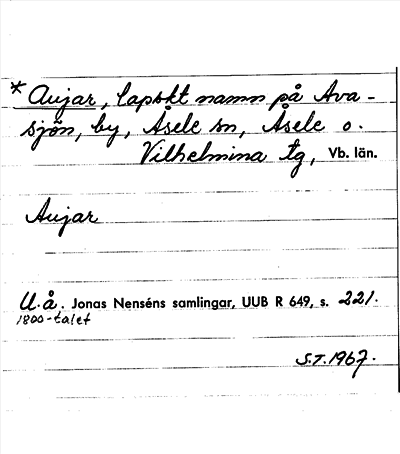 * Aujar, lapskt namn på Ava-
sjön, by, Åsele sn, Åsele o.
Vilhelmina tg, Vb. län.
Aujar
U.å. Jonas Nenséns samlingar, UUB R 649, s. 221.
1800-talet
S.T. 1967.